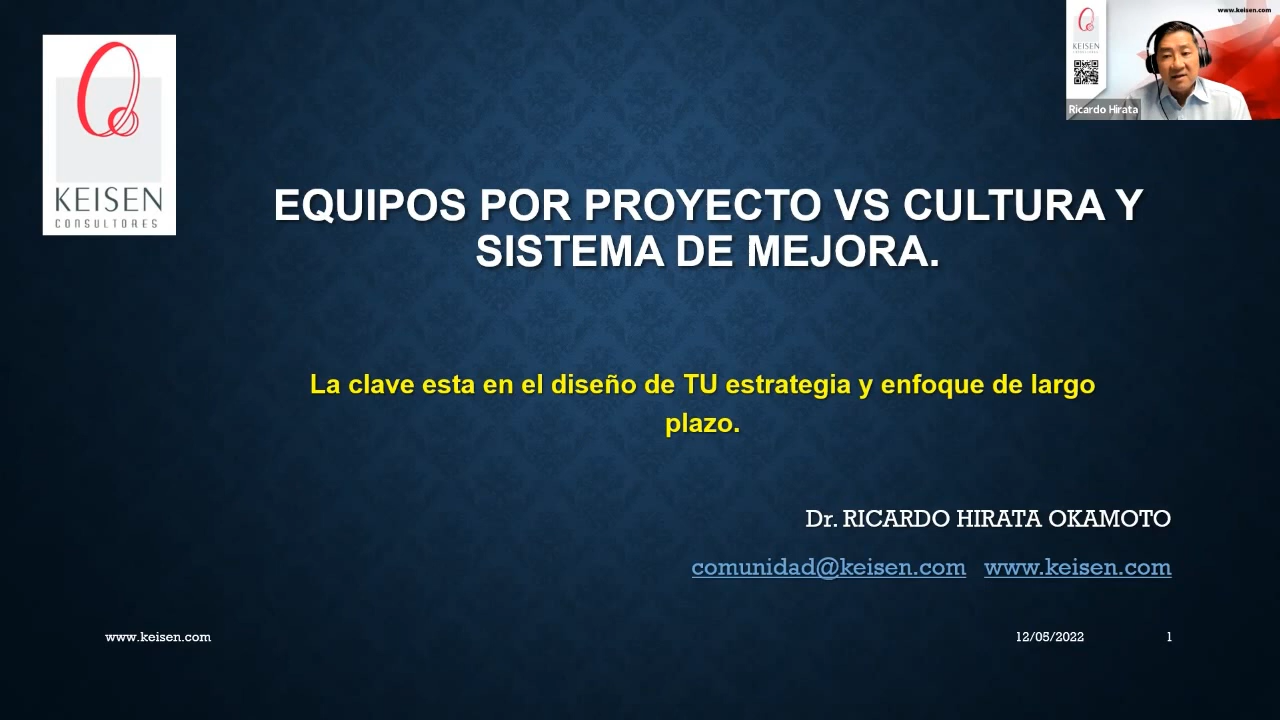 www.keisen.com
KEISEN
Ricardo Hirata
KEISEN
CONSULTORES
EQUIPOS POR PROYECTO VS CULTURA Y
SISTEMA DE MEJORA.
La clave esta en el diseño de TU estrategia y enfoque de largo
plazo.
Dr. RICARDO HIRATA OKAMOTO
comunidad@keisen.com www.keisen.com
www.keisen.com 12/05/2022 1